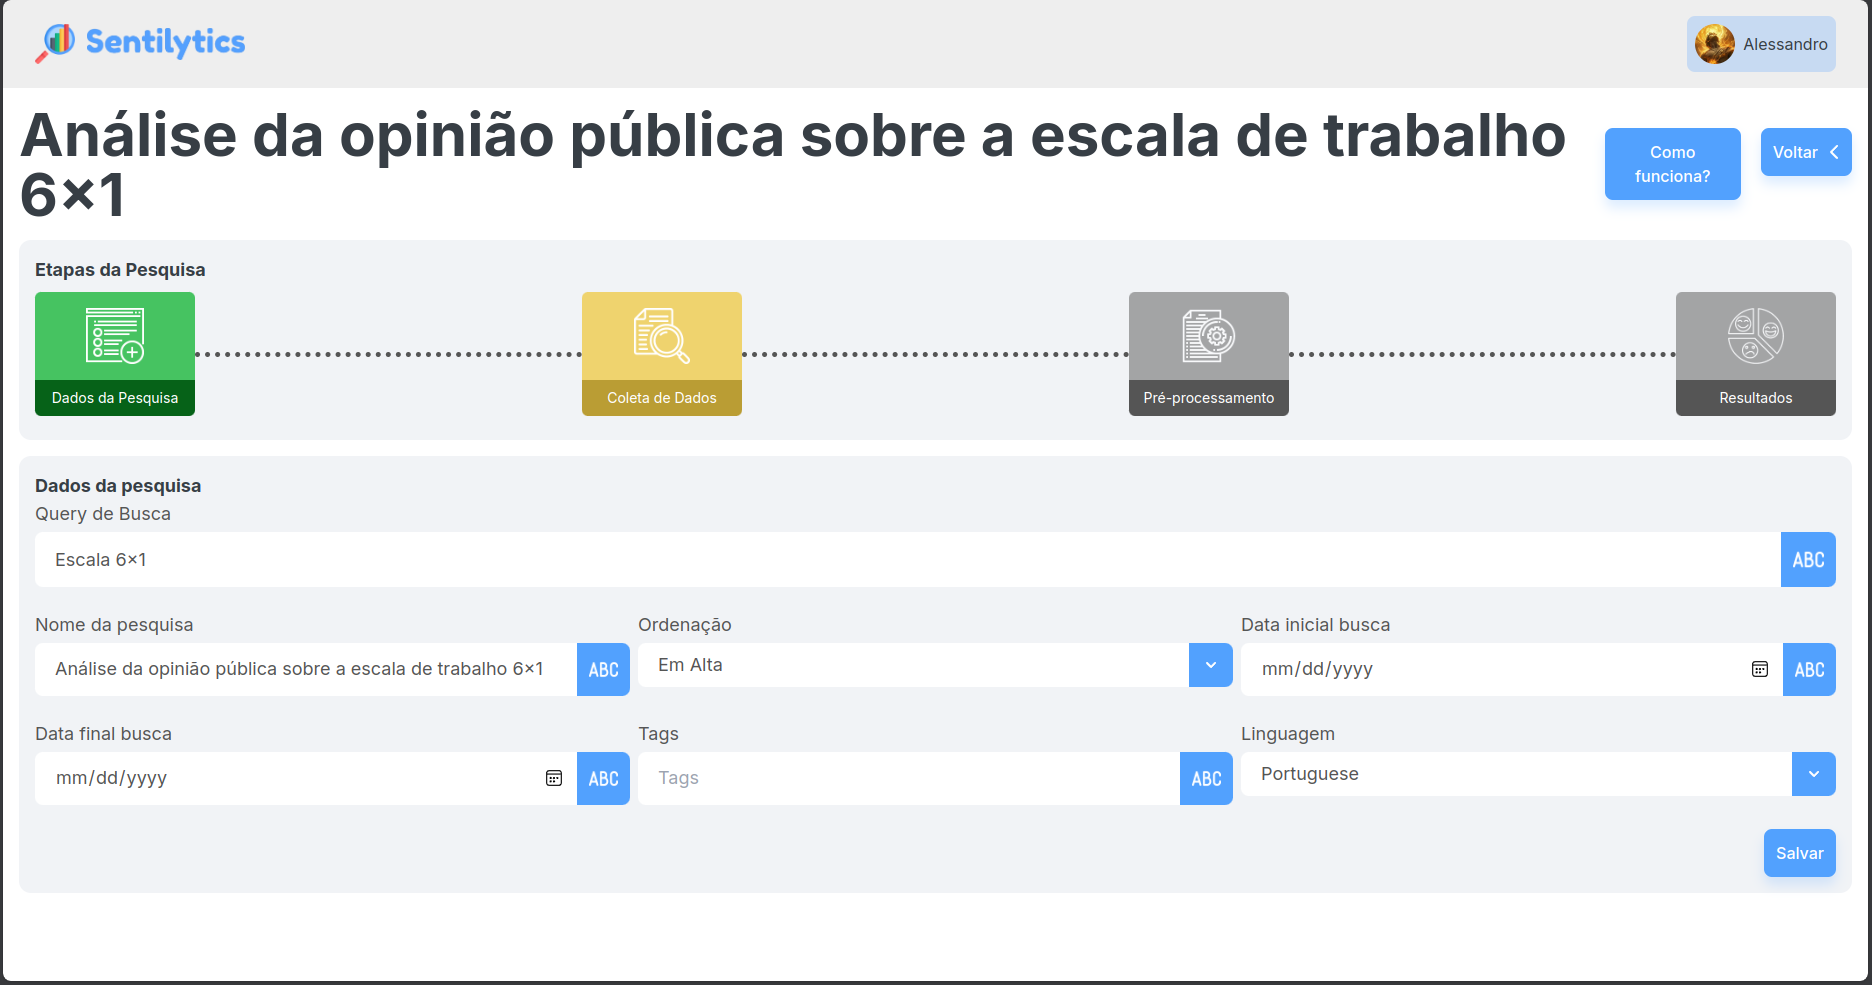 Sentilytics
Alessandro
Análise da opinião pública sobre a escala de trabalho
6×1
Como
funciona?
Voltar
Etapas da Pesquisa
Dados da Pesquisa
Coleta de Dados
Pré-processamento
Resultados
Dados da pesquisa
Query de Busca
Escala 6×1
ABC
Nome da pesquisa
Ordenação
Data inicial busca
Análise da opinião pública sobre a escala de trabalho 6×1
ABC
Em Alta
mm/dd/yyyy
ABC
Data final busca
Tags
Linguagem
mm/dd/yyyy
ABC
Tags
ABC
Portuguese
Salvar